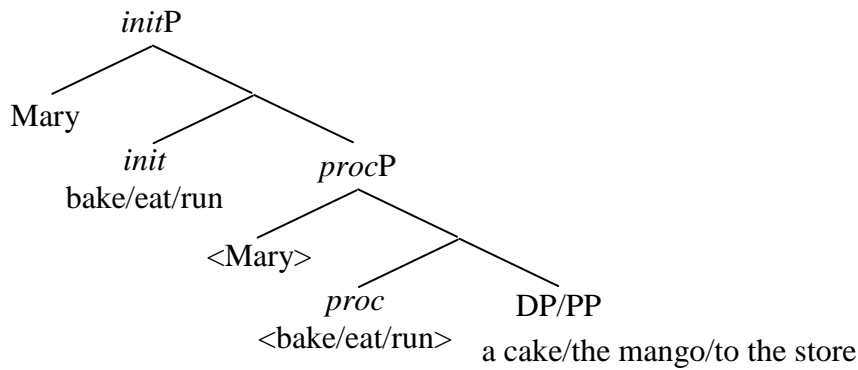 initP
Mary
init
bake/eat/run
procP
<Mary>
proc
<bake/eat/run>
DP/PP
a cake/the mango/to the store